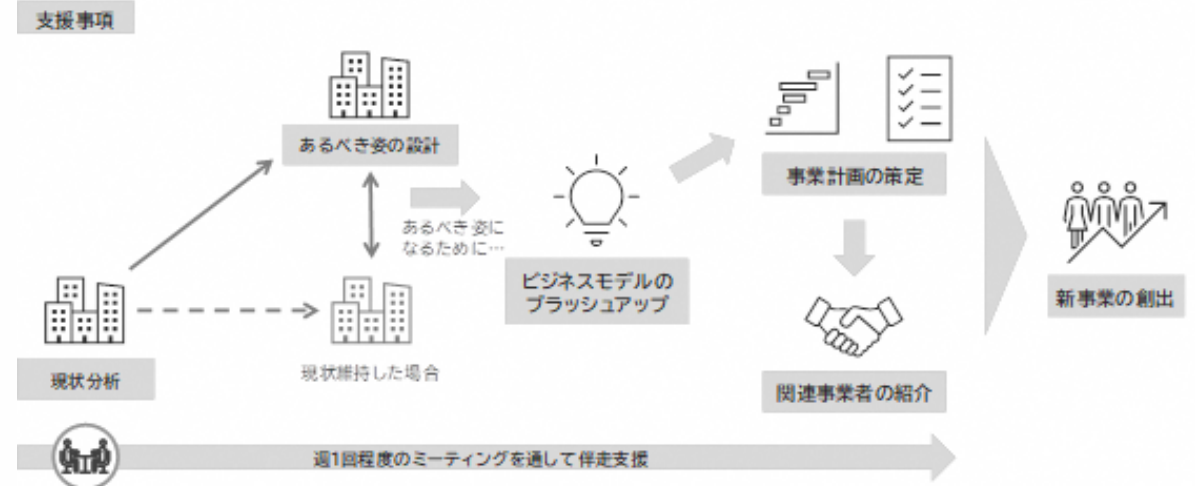 支援事項
あるべき姿の設計
あるべき姿に
なるために…
現状分析
現状維持した場合
ビジネスモデルの
ブラッシュアップ
事業計画の策定
関連事業者の紹介
新事業の創出
週1回程度のミーティングを通して伴走支援